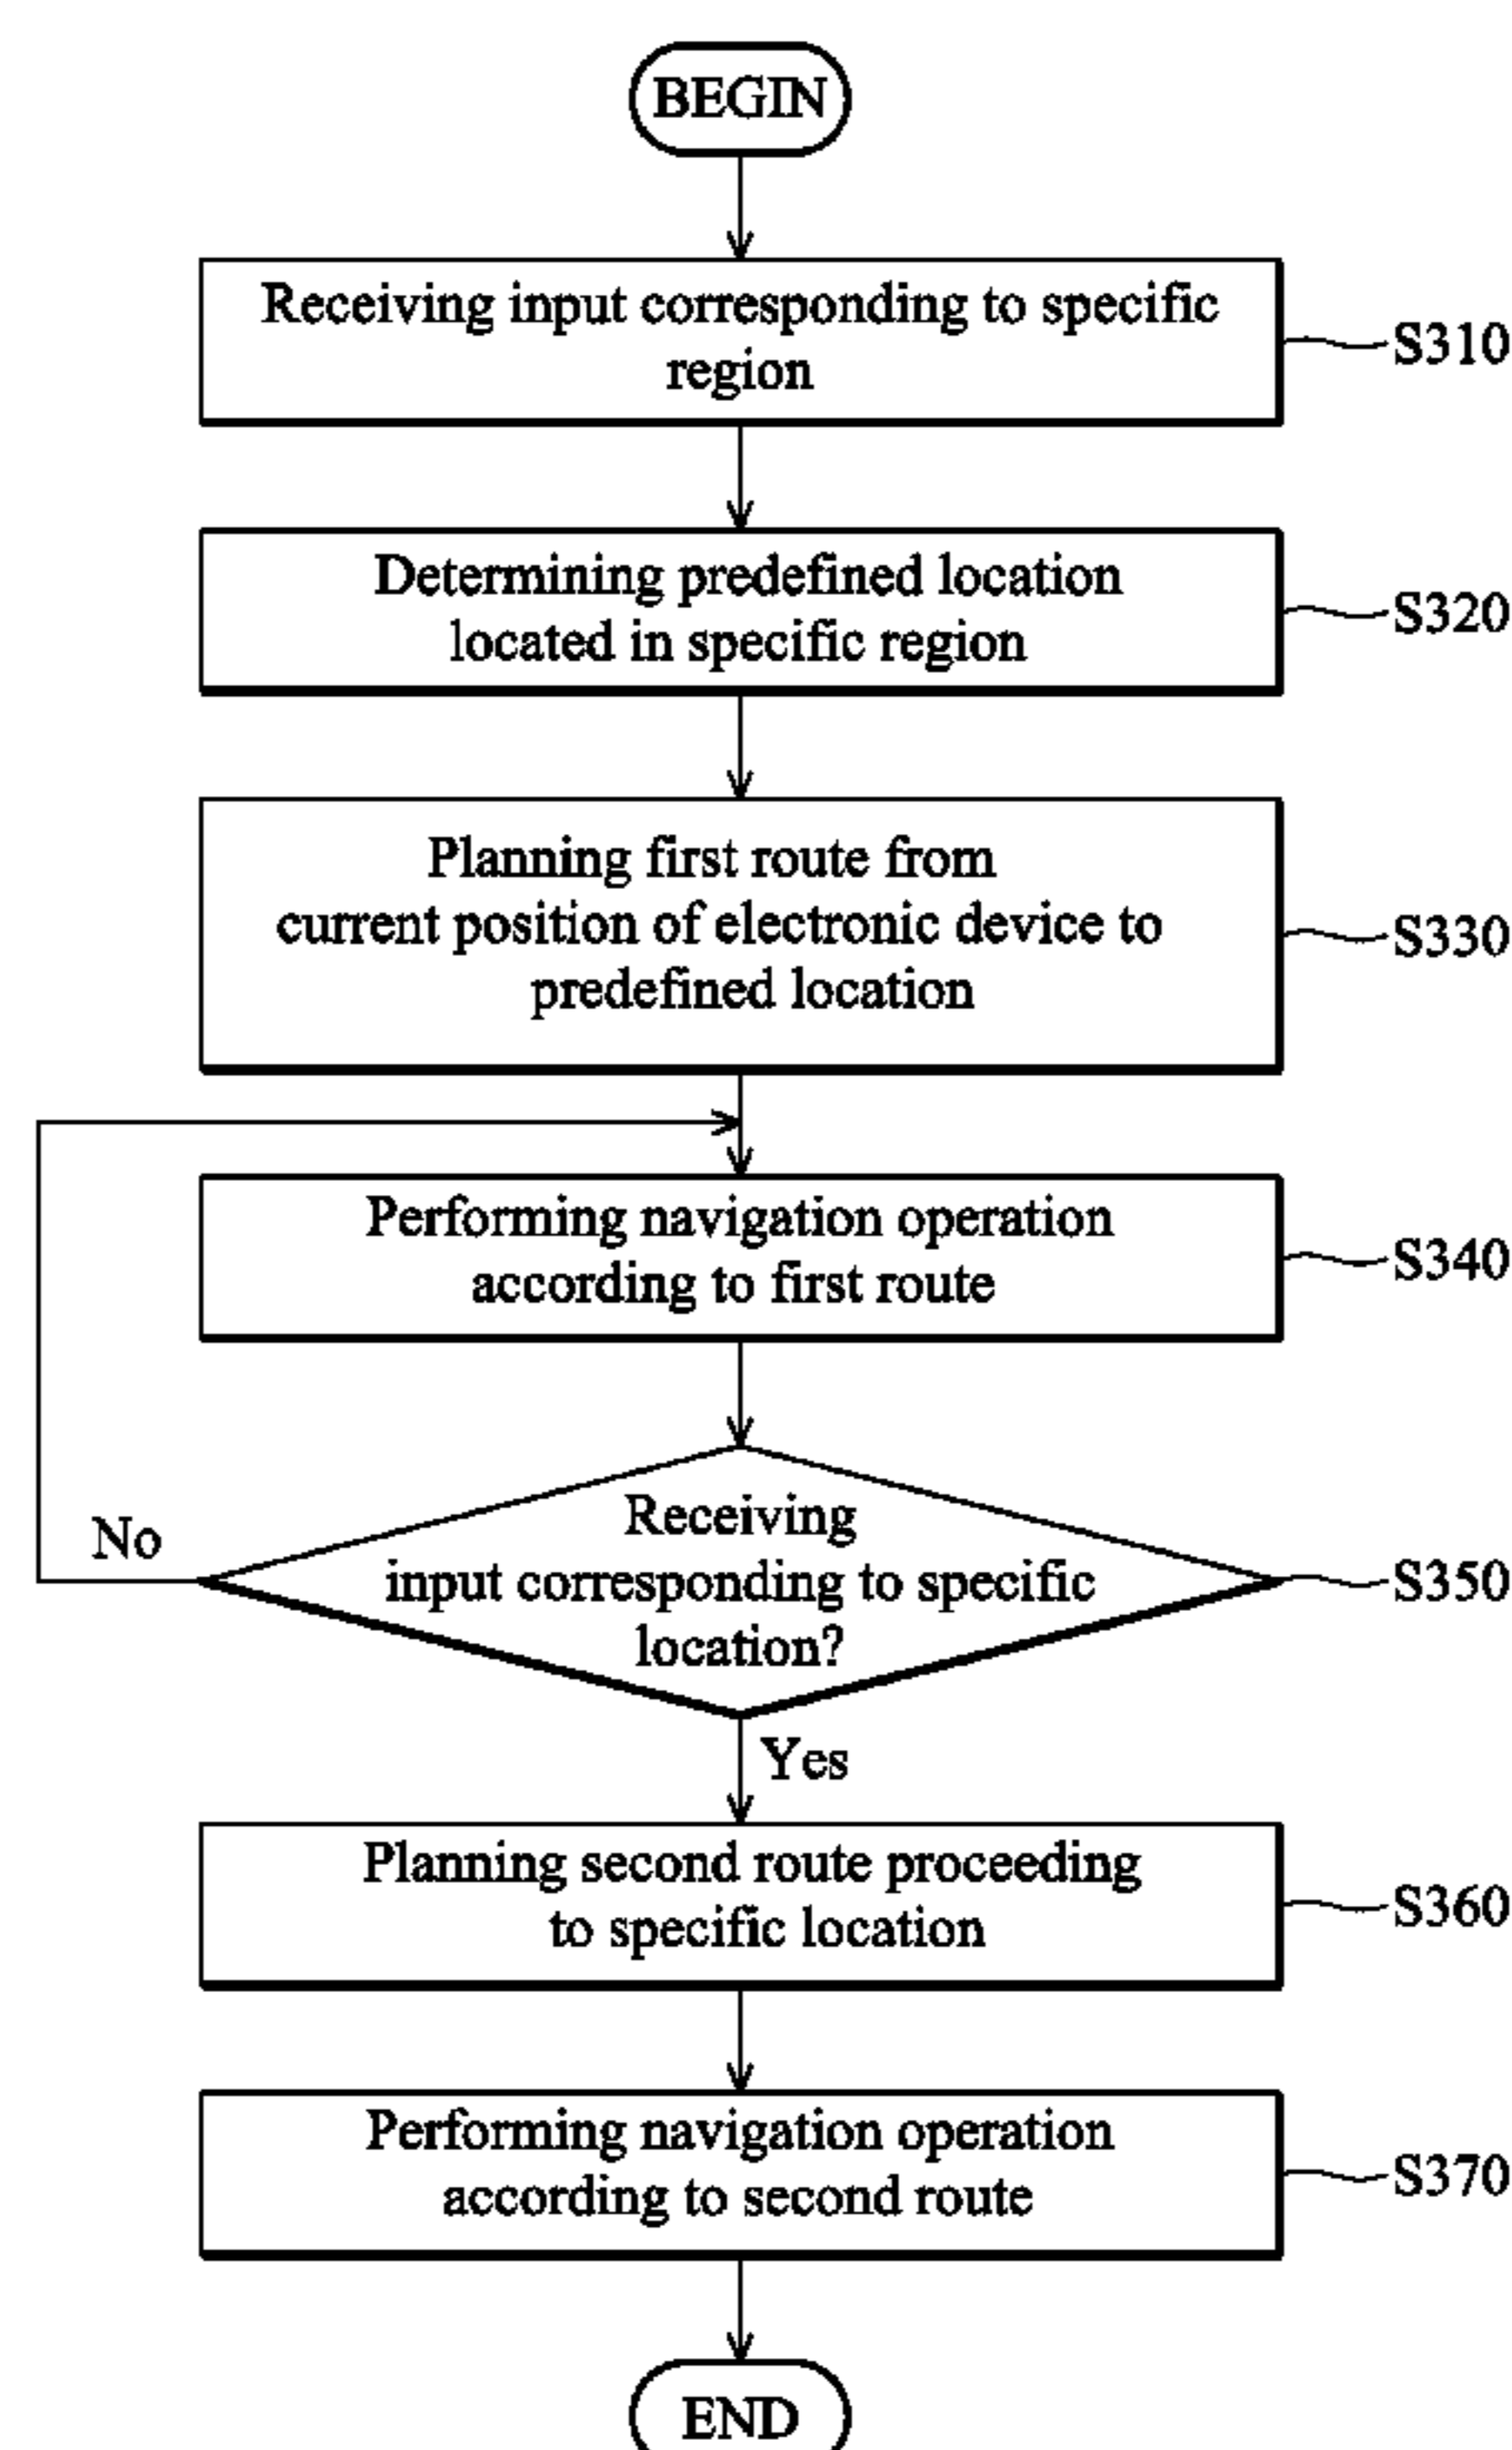 BEGIN
Receiving input corresponding to specific
region
S310
Determining predefined location
located in specific region
S320
Planning first route from
current position of electronic device to
predefined location
S330
Performing navigation operation
according to first route
S340
Receiving
input corresponding to specific
location?
S350
No
Yes
Planning second route proceeding
to specific location
S360
Performing navigation operation
according to second route
S370
END